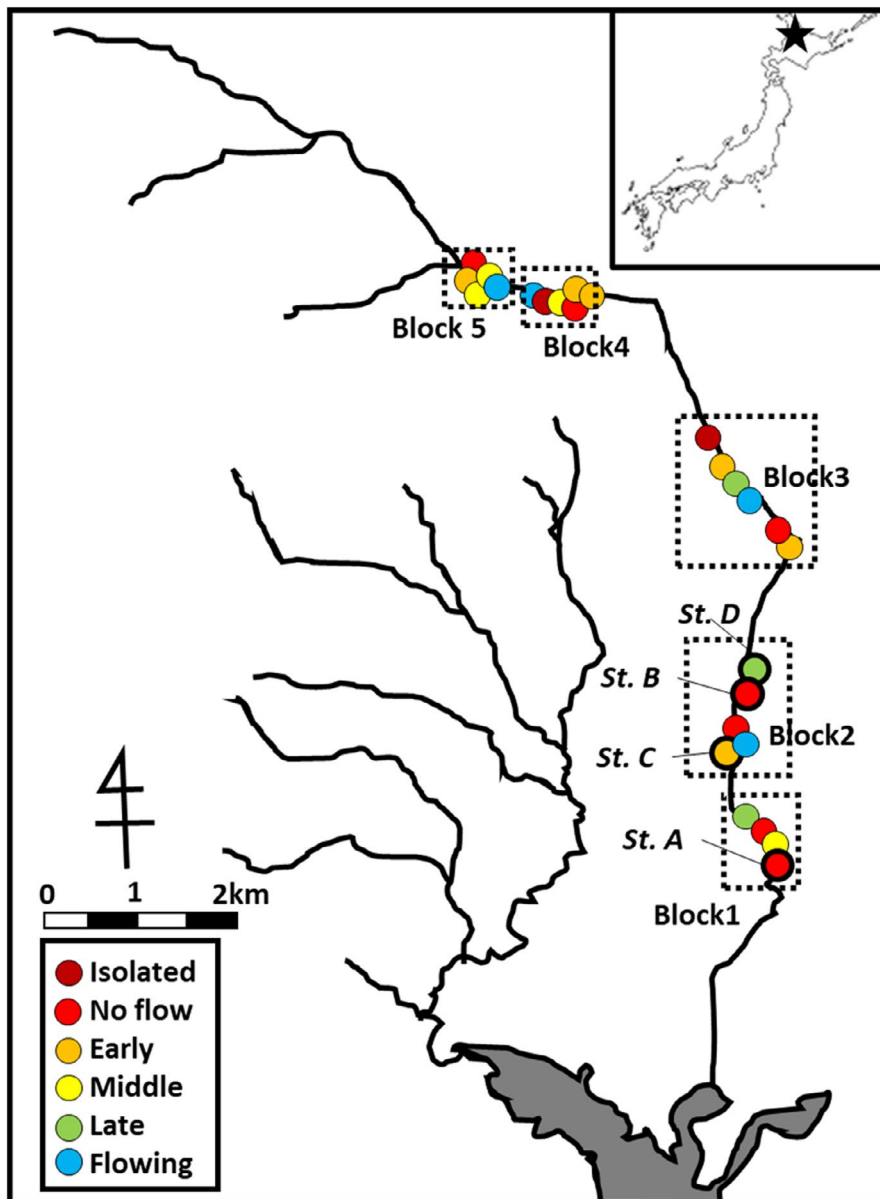 Block 5
Block4
Block3
St. D
St. B
Block2
St. C
St. A
Block1
0 1 2km
Isolated
No flow
Early
Middle
Late
Flowing